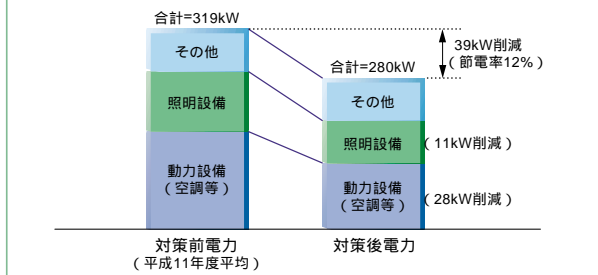 合計=319kW
39kW削減
(節電率12%)
合計=280kW
その他
照明設備
動力設備
(空調等)
その他
照明設備
(11kW削減)
動力設備
(空調等)
(28kW削減)
対策前電力
(平成11年度平均)
対策後電力